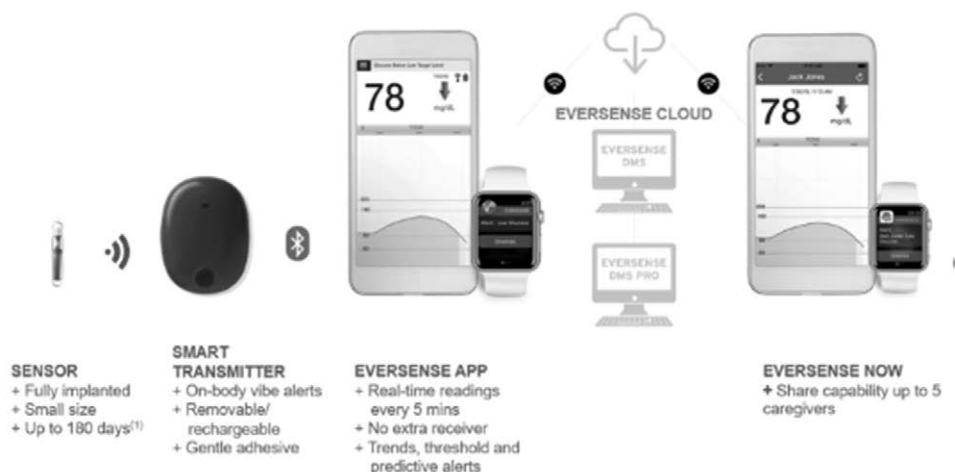 78
mg/dL
EVERSENSE CLOUD
EVERSENSE
DMS
EVERSENSE
DMS PRO
Jack Jones
78
mg/dL
SENSOR
+ Fully implanted
+ Small size
+ Up to 180 days(1)
SMART
TRANSMITTER
+ On-body vibe alerts
+ Removable/
rechargeable
+ Gentle adhesive
EVERSENSE APP
+ Real-time readings
every 5 mins
+ No extra receiver
+ Trends, threshold and
predictive alerts
EVERSENSE NOW
+ Share capability up to 5
caregivers